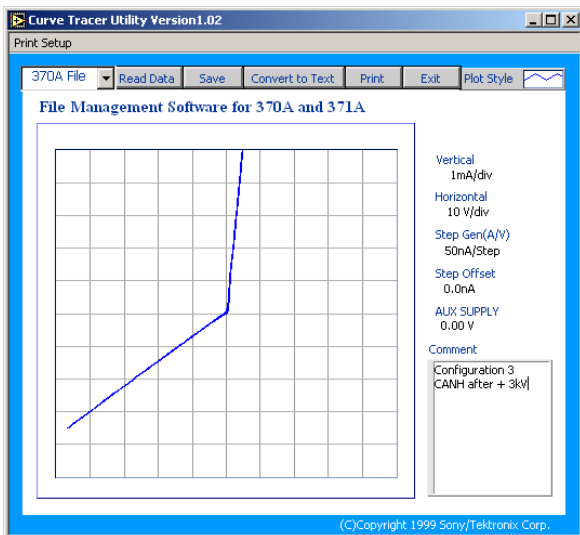 Curve Tracer Utility Version1.02
Print Setup
370A File Read Data Save Convert to Text Print Exit Plot Style
File Management Software for 370A and 371A
Vertical
1mA/div
Horizontal
10 V/div
Step Gen(A/V)
50nA/Step
Step Offset
0.0nA
AUX SUPPLY
0.00 V
Comment
Configuration 3
CANH after + 3kV
(C)Copyright 1999 Sony/Tektronix Corp.